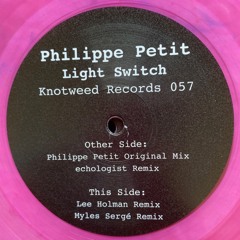 Philippe Petit
Light Switch
Knotweed Records 057
Other Side:
Philippe Petit Original Mix
echologist Remix
This Side:
Lee Holman Remix
Myles Sergé Remix